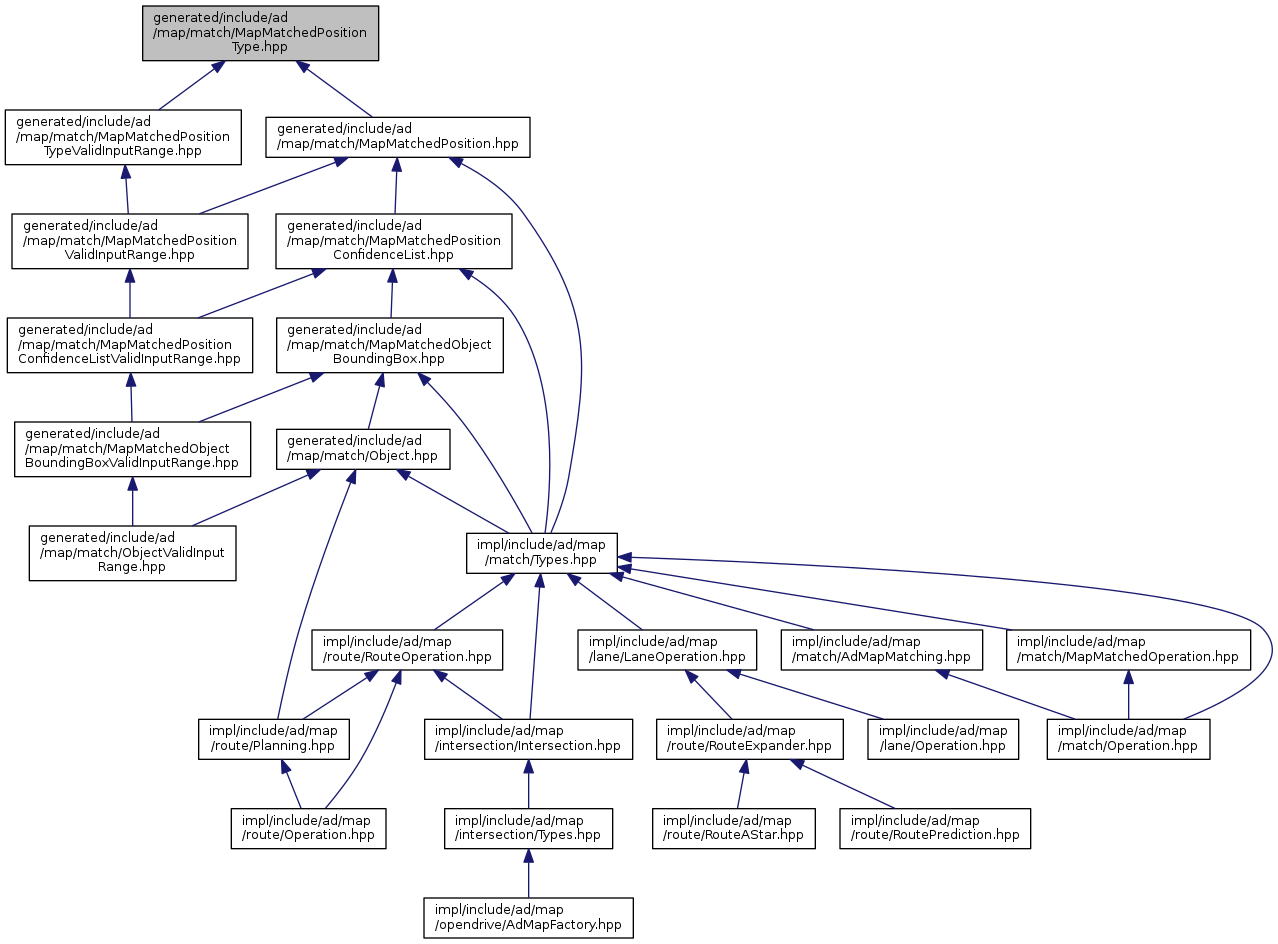 generated/include/ad
/map/match/MapMatchedPosition
Type.hpp
generated/include/ad
/map/match/MapMatchedPosition
TypeValidInputRange.hpp
generated/include/ad
/map/match/MapMatchedPosition.hpp
generated/include/ad
/map/match/MapMatchedPosition
ValidInputRange.hpp
generated/include/ad
/map/match/MapMatchedPosition
ConfidenceList.hpp
generated/include/ad
/map/match/MapMatchedPosition
ConfidenceListValidInputRange.hpp
generated/include/ad
/map/match/MapMatchedObject
BoundingBox.hpp
generated/include/ad
/map/match/MapMatchedObject
BoundingBoxValidInputRange.hpp
generated/include/ad
/map/match/Object.hpp
generated/include/ad
/map/match/ObjectValidInput
Range.hpp
impl/include/ad/map
/match/Types.hpp
impl/include/ad/map
/route/RouteOperation.hpp
impl/include/ad/map
/lane/LaneOperation.hpp
impl/include/ad/map
/match/AdMapMatching.hpp
impl/include/ad/map
/match/MapMatchedOperation.hpp
impl/include/ad/map
/route/Planning.hpp
impl/include/ad/map
/intersection/Intersection.hpp
impl/include/ad/map
/route/RouteExpander.hpp
impl/include/ad/map
/lane/Operation.hpp
impl/include/ad/map
/match/Operation.hpp
impl/include/ad/map
/route/Operation.hpp
impl/include/ad/map
/intersection/Types.hpp
impl/include/ad/map
/route/RouteAStar.hpp
impl/include/ad/map
/route/RoutePrediction.hpp
impl/include/ad/map
/opendrive/AdMapFactory.hpp